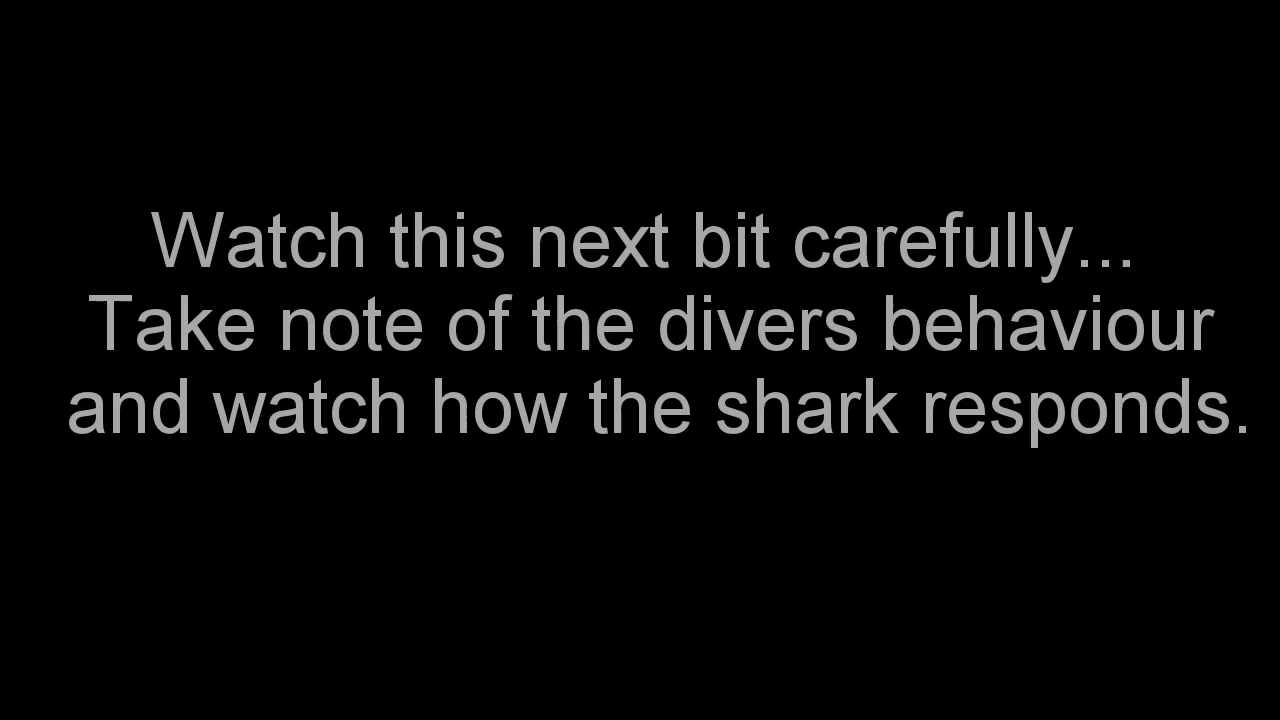 Watch this next bit carefully...
Take note of the divers behaviour
and watch how the shark responds.